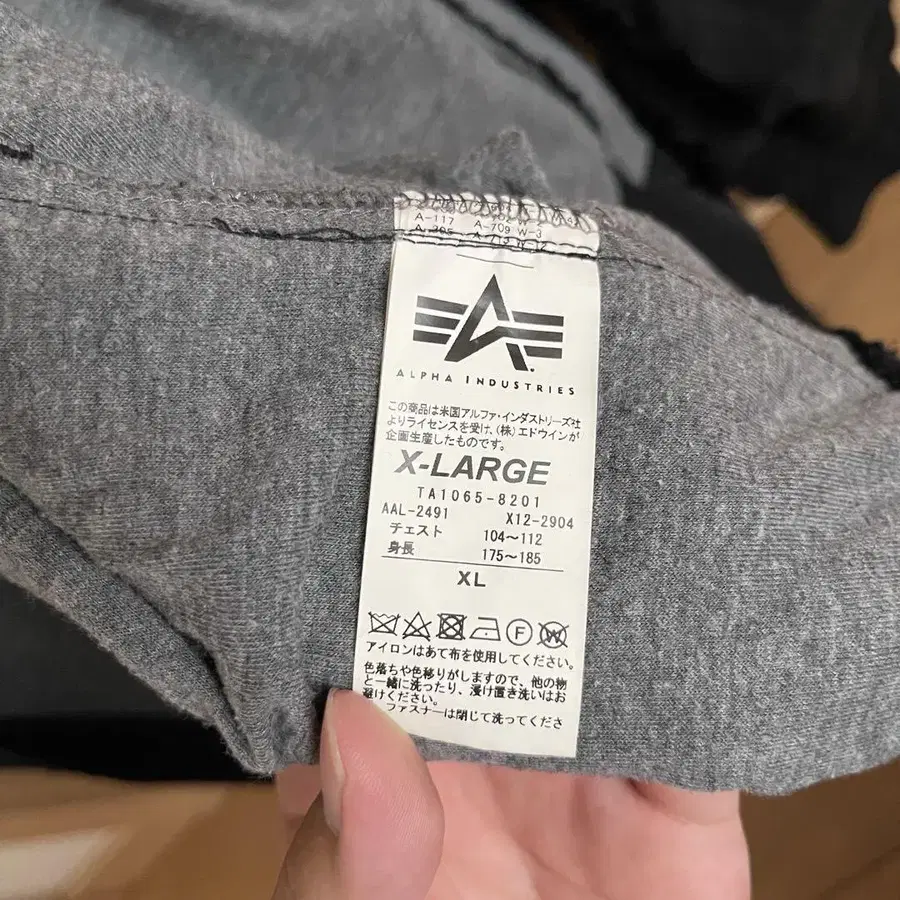 A-117 A-709 W-3
ALPHA INDUSTRIES
この商品は米国アルファ・インダストリーズ社
よりライセンスを受け、(株)エドウインが
企画生産したものです。
X-LARGE
TA1065-8201
AAL-2491 X12-2904
チェスト 104～112
身長 175～185
XL
F
W
アイロンはあて布を使用してください。
色落ちや色移りがしますので、他の物
と一緒に洗ったり、浸け置き洗いはお
避けください。
ファスナーは閉じて洗ってくださ